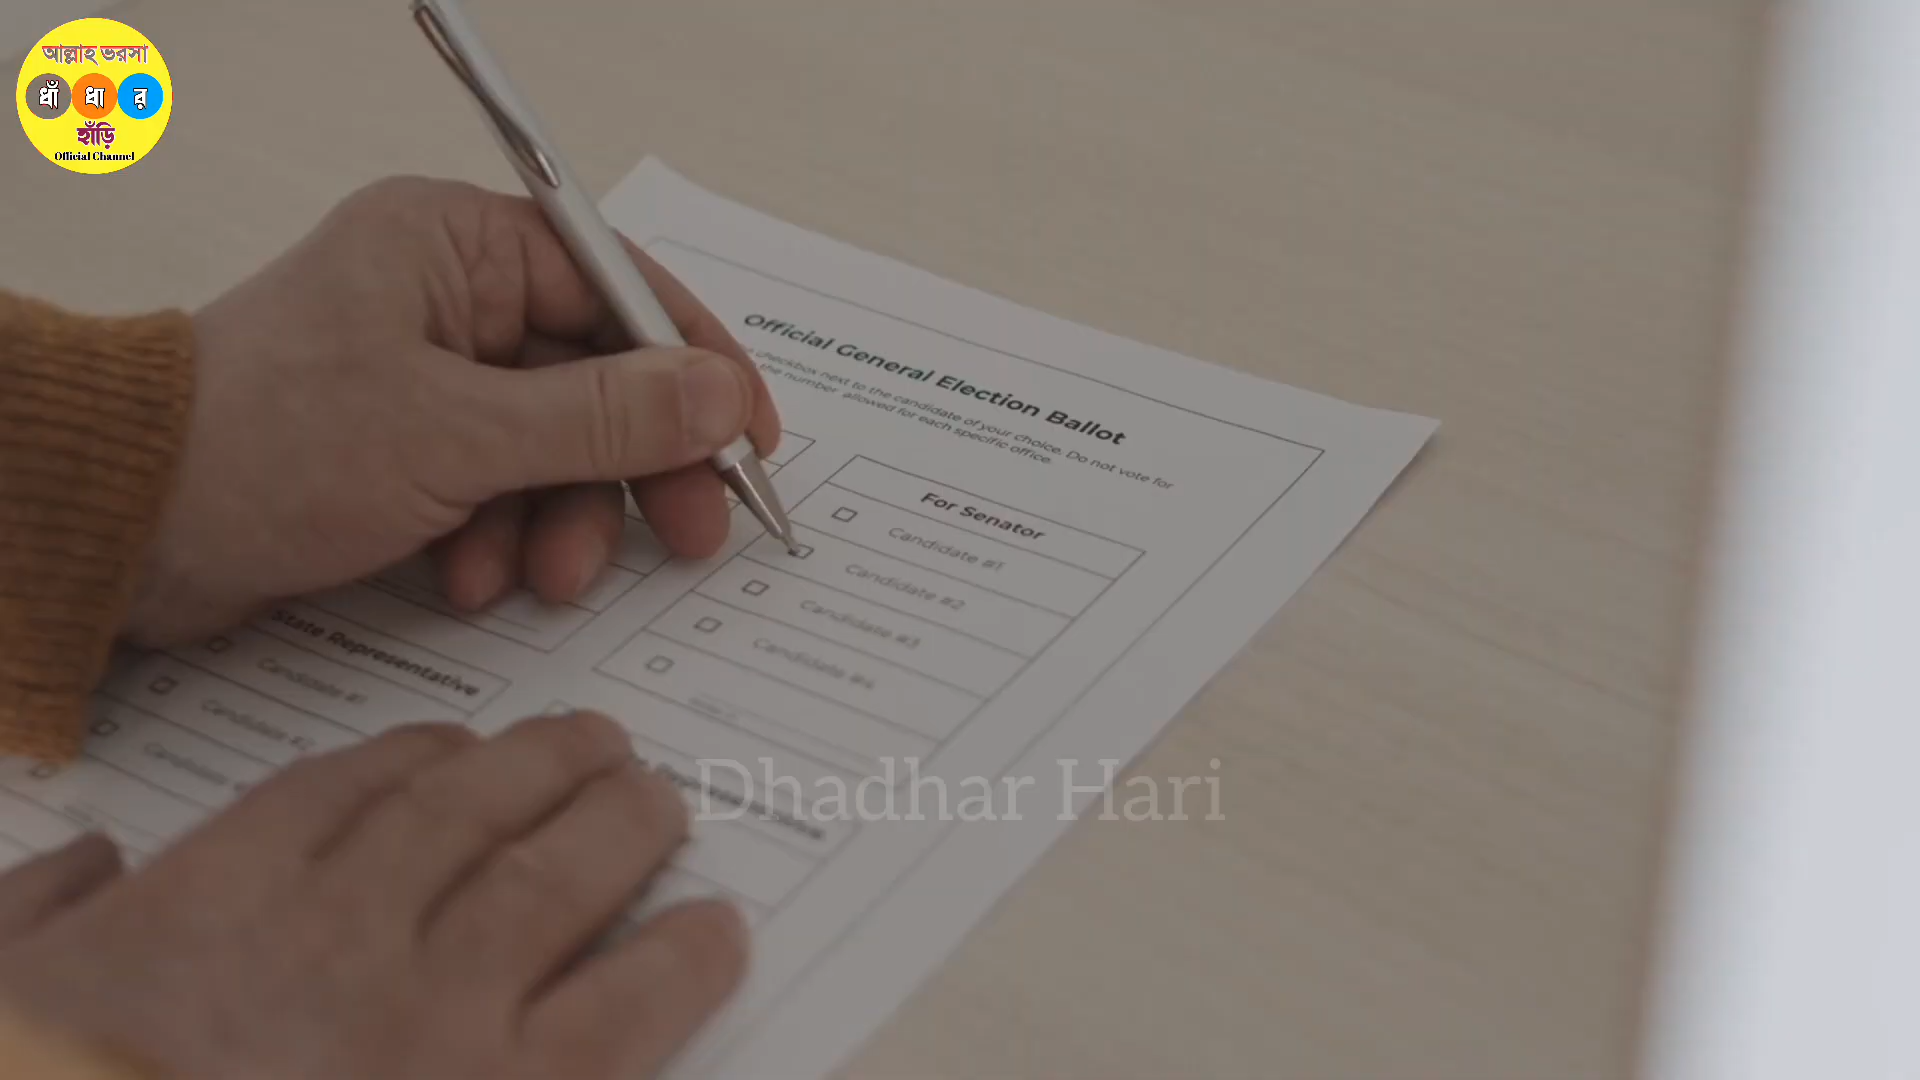 আল্লাহ ভরসা
ধাঁ ধা র
হাঁড়ি
Official Channel
Official General Election Ballot
checkbox next to the candidate of your choice. Do not vote for
the number allowed for each specific office.
For Senator
Candidate #1
Candidate #2
Candidate #3
Candidate #4
State Representative
Candidate #1
Candidate #2
Candidate
Dhadhar Hari